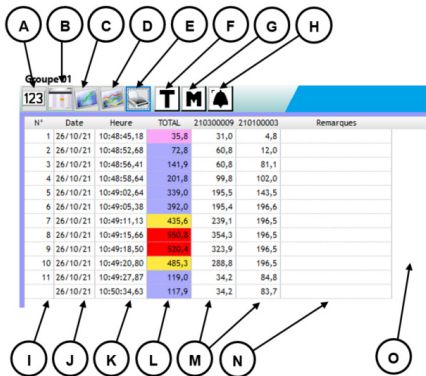 A B C D E F G H
Groupe 01
123 T M
N° Date Heure TOTAL 210300009 210100003 Remarques
1 26/10/21 10:48:45,18 35,8 31,0 4,8
2 26/10/21 10:48:52,68 72,8 60,8 12,0
3 26/10/21 10:48:56,41 141,9 60,8 81,1
4 26/10/21 10:48:58,64 201,8 99,8 102,0
5 26/10/21 10:49:02,64 339,0 195,5 143,5
6 26/10/21 10:49:05,38 392,0 195,4 196,6
7 26/10/21 10:49:11,13 435,6 239,1 196,5
8 26/10/21 10:49:15,66 550,8 354,3 196,5
9 26/10/21 10:49:18,50 520,4 323,9 196,5
10 26/10/21 10:49:20,80 485,3 288,8 196,5
11 26/10/21 10:49:27,87 119,0 34,2 84,8
26/10/21 10:50:34,63 117,9 34,2 83,7
I J K L M N O